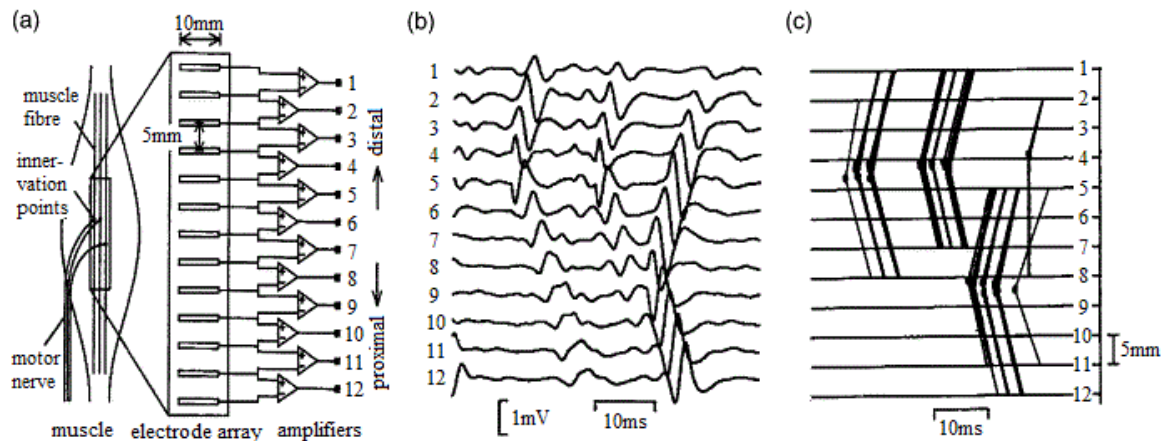 (a)
10mm
muscle
fibre
inner-
vation
points
motor
nerve
5mm
1
2
3
4
5
6
7
8
9
10
11
12
distal
proximal
muscle
electrode array
amplifiers
(b)
1
2
3
4
5
6
7
8
9
10
11
12
1mV
10ms
(c)
1
2
3
4
5
6
7
8
9
10
11
12
5mm
10ms